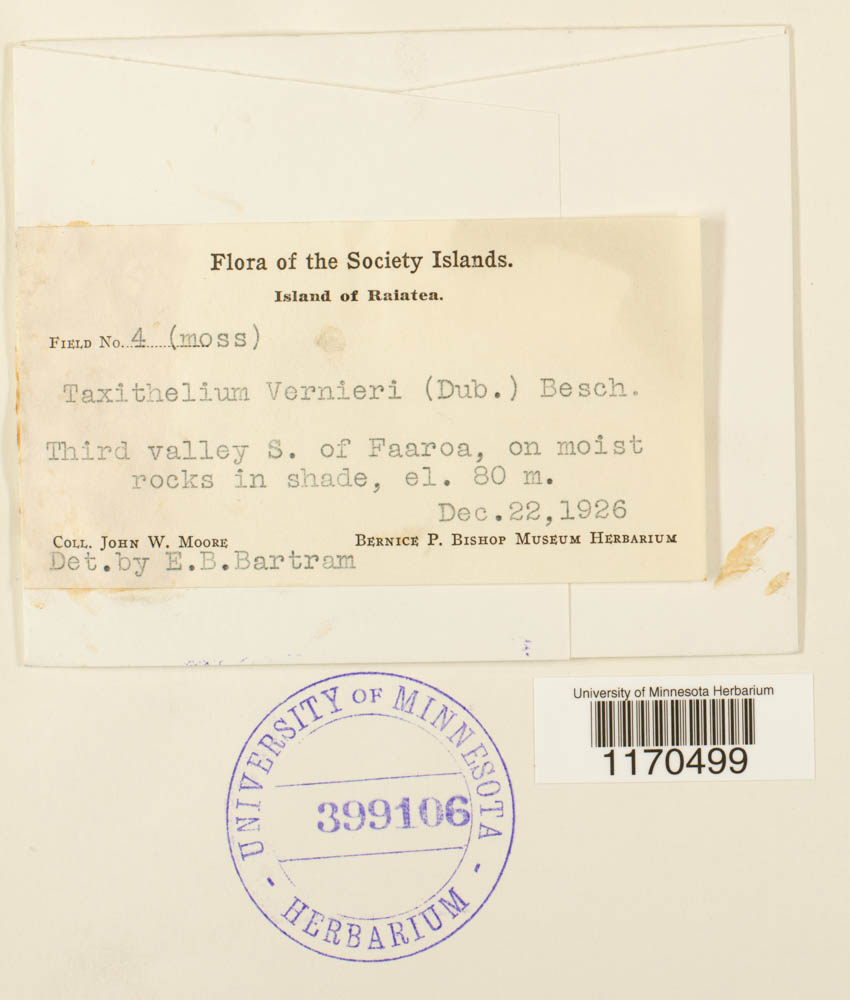 Flora of the Society Islands.
Island of Raiatea.
Field No. 4 (moss)
Taxithelium Vernieri (Dub.) Besch.
Third valley S. of Faaroa, on moist
rocks in shade, el. 80 m.
Dec.22,1926
Coll. John W. Moore Bernice P. Bishop Museum Herbarium
Det.by E.B.Bartram
University of Minnesota Herbarium
1170499
UNIVERSITY OF MINNESOTA
399106
- HERBARIUM -